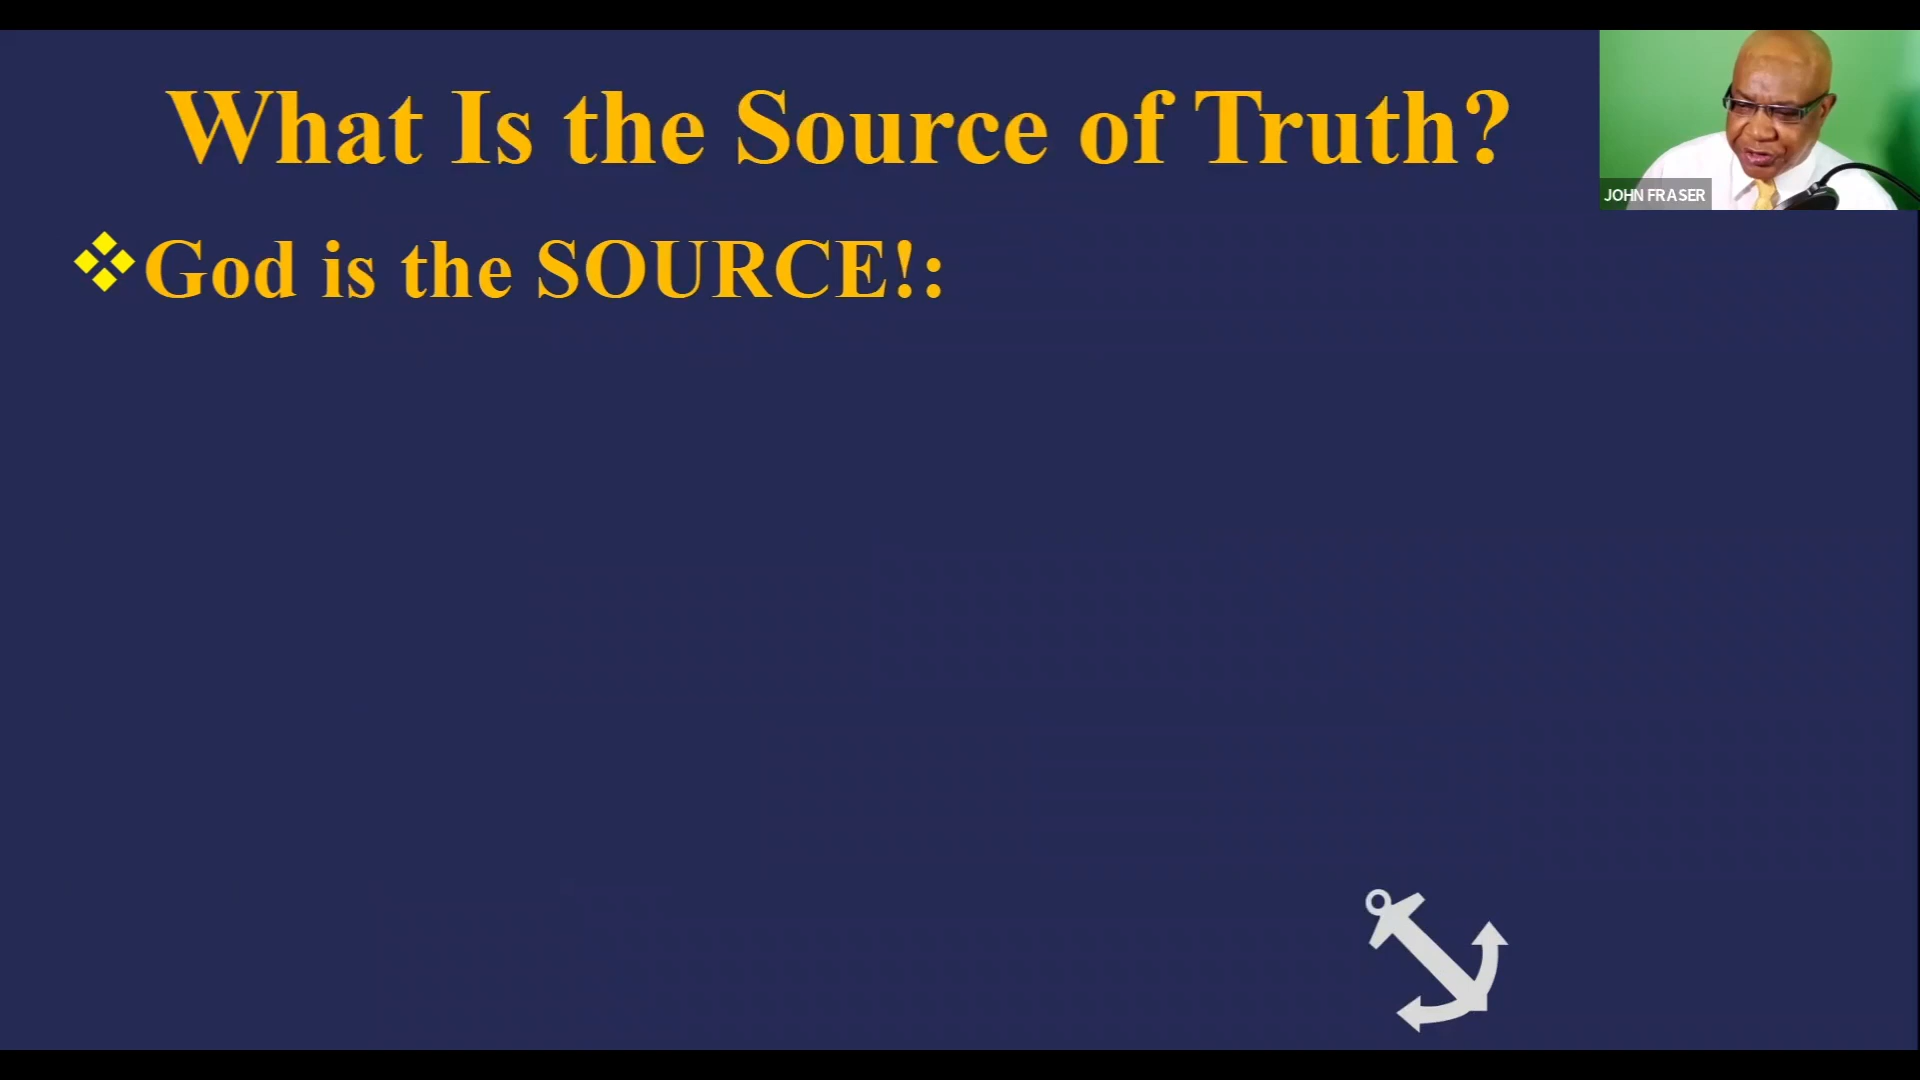 What Is the Source of Truth?
JOHN FRASER
God is the SOURCE!: